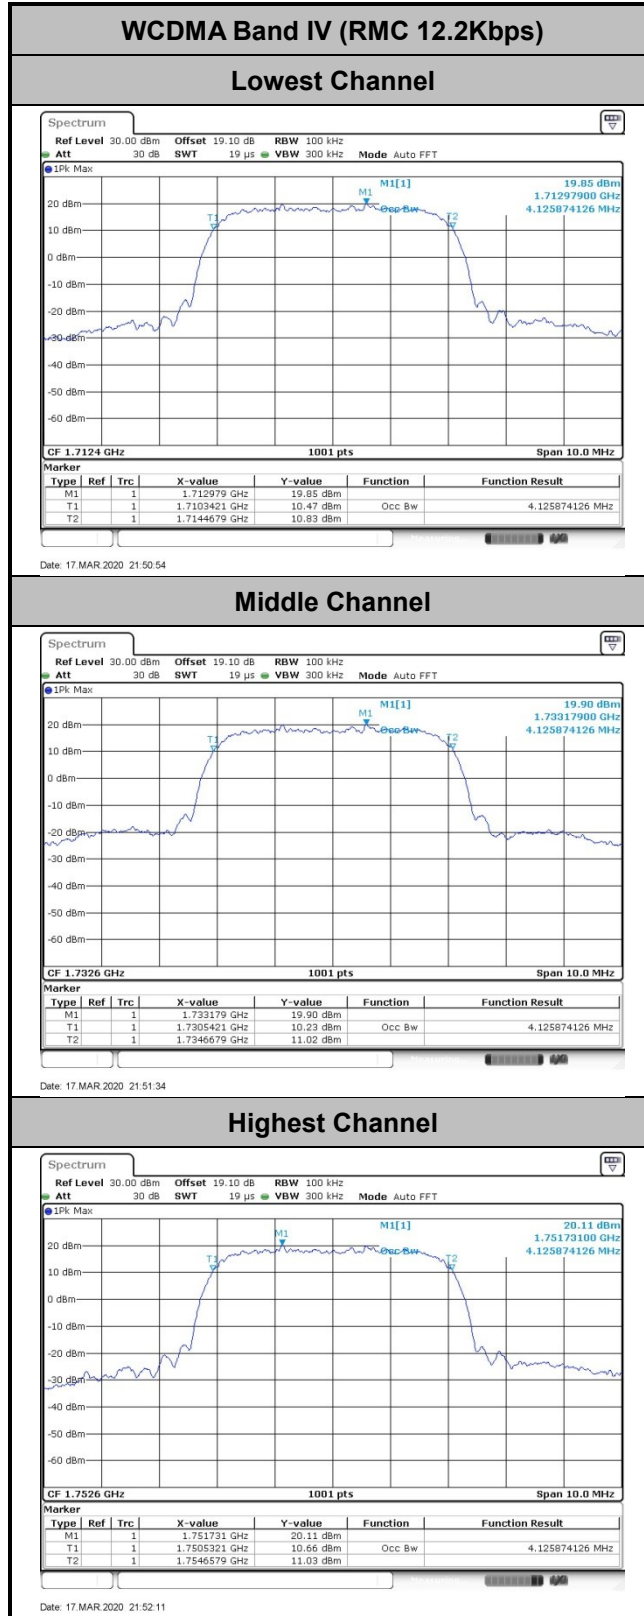 WCDMA Band IV (RMC 12.2Kbps)
Lowest Channel
Spectrum
Ref Level 30.00 dBm Offset 19.10 dB RBW 100 kHz
Att 30 dB SWT 19 µs VBW 300 kHz Mode Auto FFT
1Pk Max
M1[1] 19.85 dBm
M1 1.71297900 GHz
20 dBm Occ Bw 4.125874126 MHz
T1 T2
10 dBm
0 dBm
-10 dBm
-20 dBm
-30 dBm
-40 dBm
-50 dBm
-60 dBm
CF 1.7124 GHz 1001 pts Span 10.0 MHz
Marker
Type Ref Trc X-value Y-value Function Function Result
M1 1 1.712979 GHz 19.85 dBm
T1 1 1.7103421 GHz 10.47 dBm Occ Bw 4.125874126 MHz
T2 1 1.7144679 GHz 10.83 dBm
Measuring...
Date: 17.MAR.2020 21:50:54
Middle Channel
Spectrum
Ref Level 30.00 dBm Offset 19.10 dB RBW 100 kHz
Att 30 dB SWT 19 µs VBW 300 kHz Mode Auto FFT
1Pk Max
M1[1] 19.90 dBm
M1 1.73317900 GHz
20 dBm Occ Bw 4.125874126 MHz
T1 T2
10 dBm
0 dBm
-10 dBm
-20 dBm
-30 dBm
-40 dBm
-50 dBm
-60 dBm
CF 1.7326 GHz 1001 pts Span 10.0 MHz
Marker
Type Ref Trc X-value Y-value Function Function Result
M1 1 1.733179 GHz 19.90 dBm
T1 1 1.7305421 GHz 10.23 dBm Occ Bw 4.125874126 MHz
T2 1 1.7346679 GHz 11.02 dBm
Measuring...
Date: 17.MAR.2020 21:51:34
Highest Channel
Spectrum
Ref Level 30.00 dBm Offset 19.10 dB RBW 100 kHz
Att 30 dB SWT 19 µs VBW 300 kHz Mode Auto FFT
1Pk Max
M1[1] 20.11 dBm
M1 1.75173100 GHz
20 dBm Occ Bw 4.125874126 MHz
T1 T2
10 dBm
0 dBm
-10 dBm
-20 dBm
-30 dBm
-40 dBm
-50 dBm
-60 dBm
CF 1.7526 GHz 1001 pts Span 10.0 MHz
Marker
Type Ref Trc X-value Y-value Function Function Result
M1 1 1.751731 GHz 20.11 dBm
T1 1 1.7505321 GHz 10.66 dBm Occ Bw 4.125874126 MHz
T2 1 1.7546579 GHz 11.03 dBm
Date: 17.MAR.2020 21:52:11